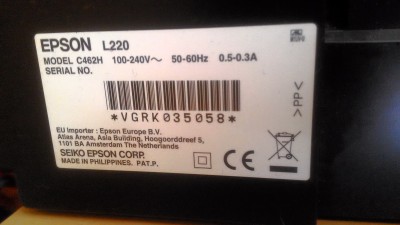 EPSON L220
MODEL C462H 100-240V~ 50-60Hz 0.5-0.3A
SERIAL NO.
*VGRK035058*
EU Importer : Epson Europe B.V.
Atlas Arena, Asia Building, Hoogoorddreef 5,
1101 BA Amsterdam The Netherlands
SEIKO EPSON CORP.
MADE IN PHILIPPINES. PAT.P.
CE
>PP<